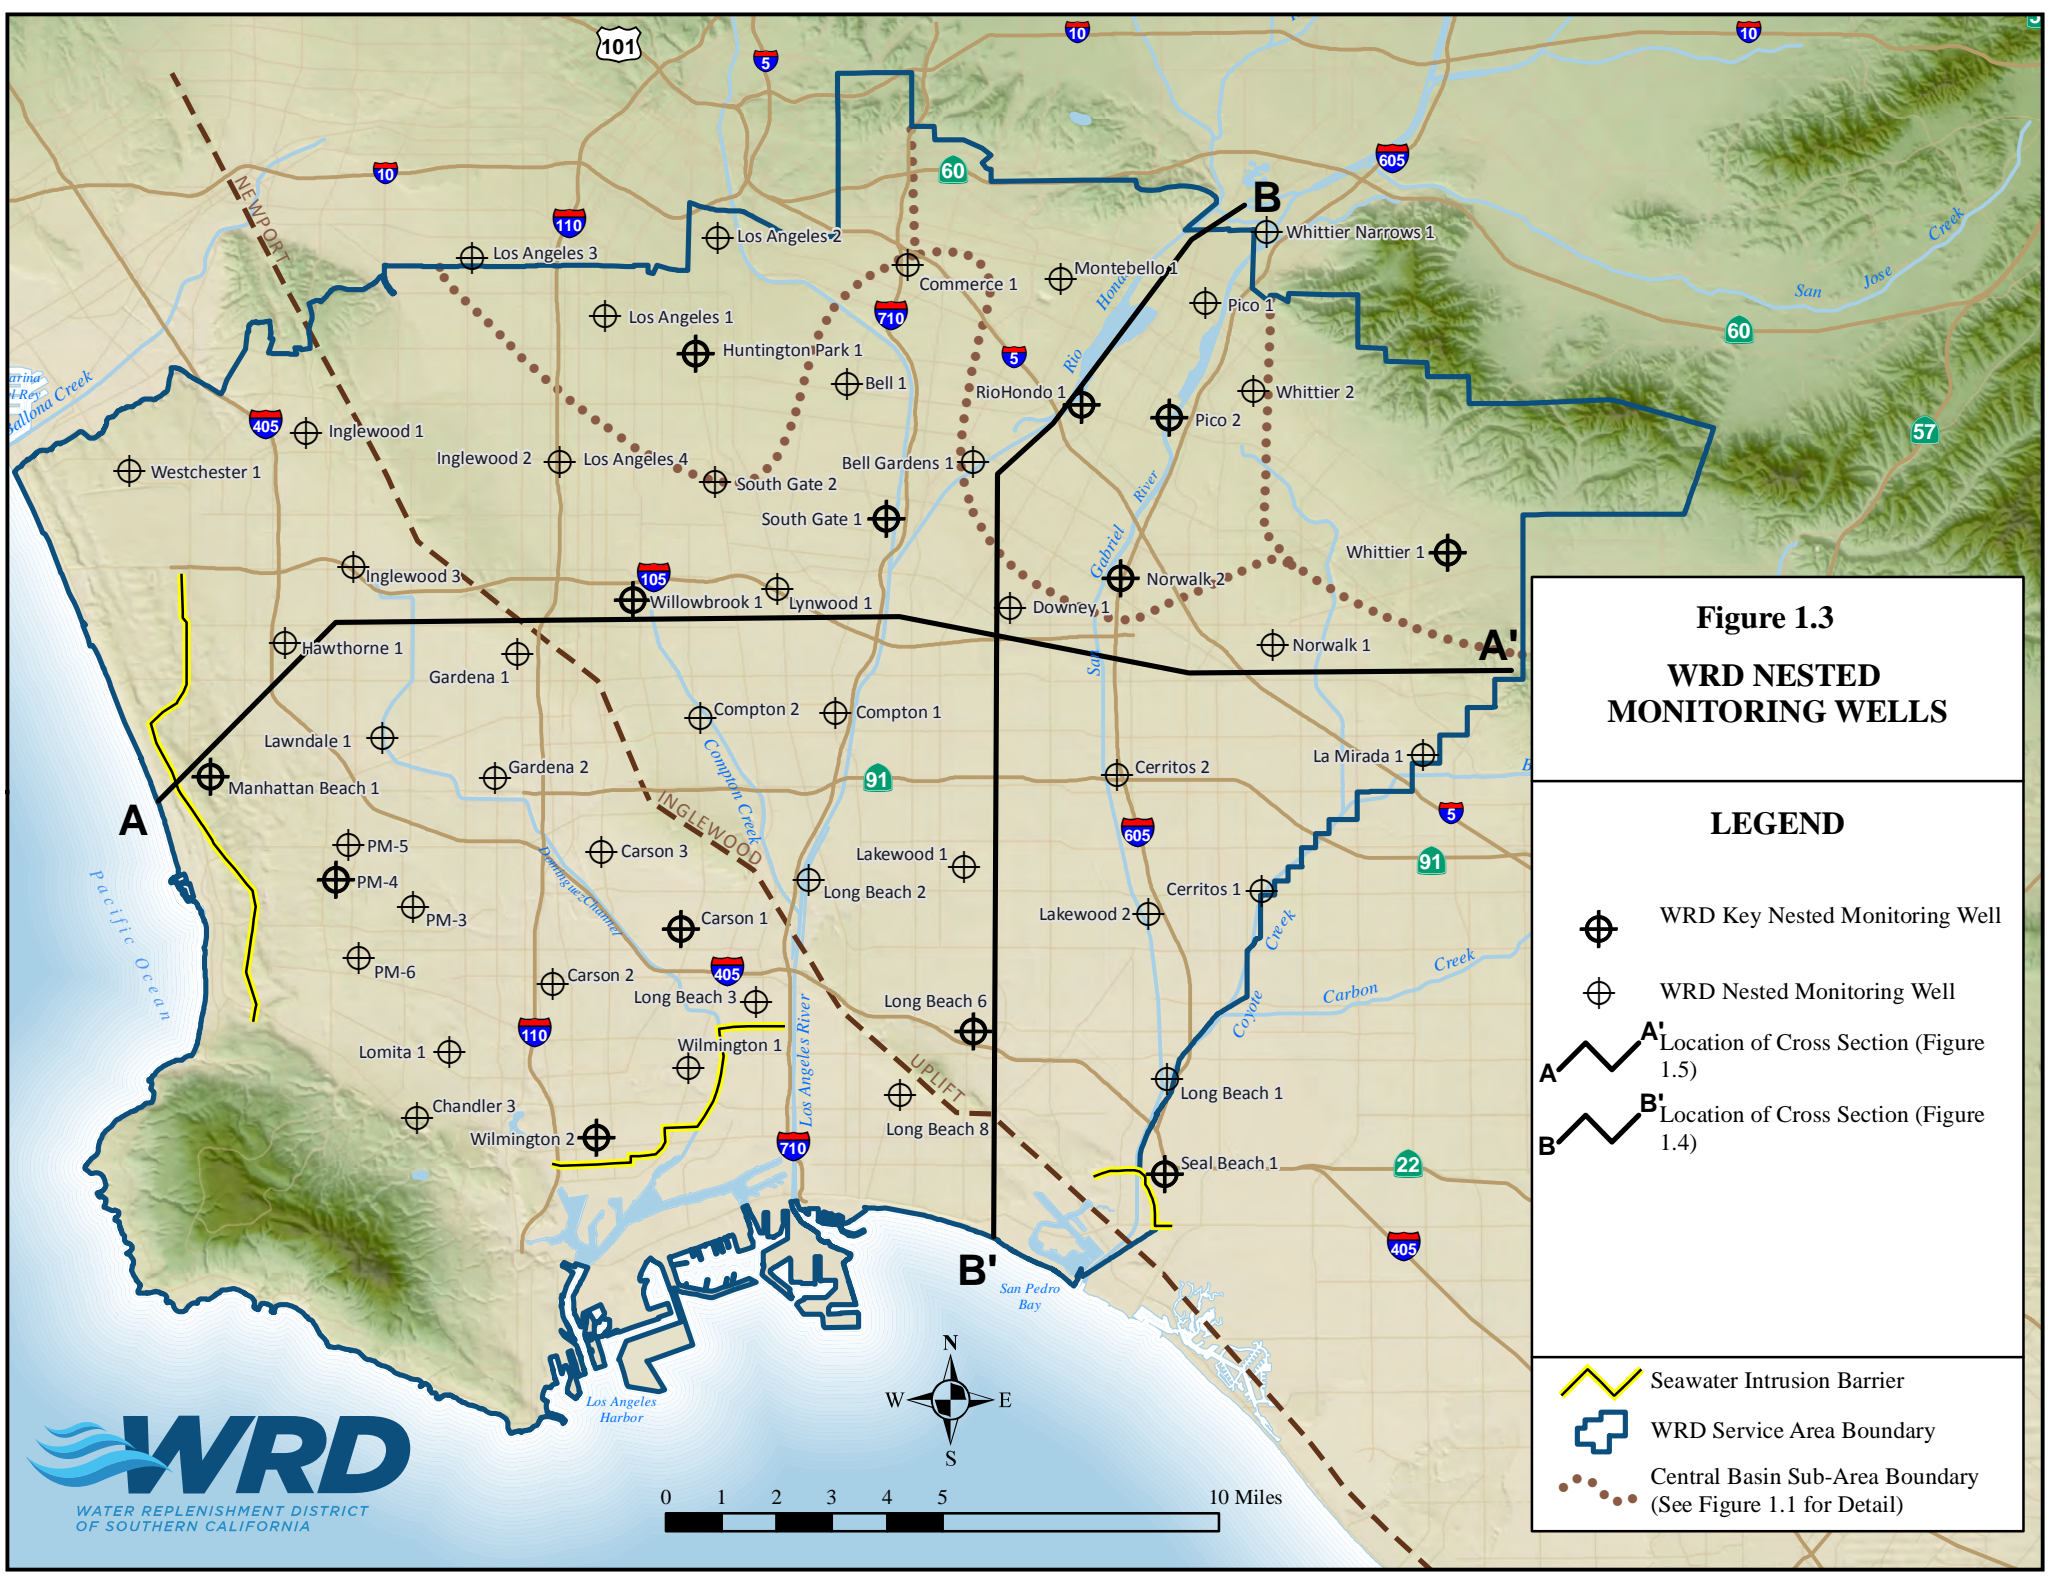 101
10
10
5
605
60
10
NEWPORT
110
B
Los Angeles 2
Los Angeles 3
Whittier Narrows 1
Creek
Jose
San
Commerce 1
Montebello 1
Hondo
Pico 1
Los Angeles 1
710
60
Huntington Park 1
5
Rio
Bell 1
RioHondo 1
Whittier 2
Ballona Creek
405
Pico 2
57
Inglewood 1
Westchester 1
Inglewood 2
Los Angeles 4
Bell Gardens 1
South Gate 2
River
South Gate 1
Gabriel
Whittier 1
Inglewood 3
105
Norwalk 2
Willowbrook 1
Lynwood 1
Downey 1
San
Hawthorne 1
Norwalk 1
A'
Gardena 1
Compton 2
Compton 1
Lawndale 1
Compton Creek
La Mirada 1
Gardena 2
91
Cerritos 2
Manhattan Beach 1
A
INGLEWOOD
5
605
PM-5
Carson 3
Lakewood 1
91
PM-4
Dominguez Channel
Long Beach 2
Cerritos 1
PM-3
Carson 1
Lakewood 2
Creek
Pacific Ocean
PM-6
Carson 2
405
Creek
Carbon
Long Beach 3
Long Beach 6
Coyote
110
Los Angeles River
Lomita 1
Wilmington 1
UPLIFT
Long Beach 1
Chandler 3
Long Beach 8
Wilmington 2
710
Seal Beach 1
22
405
B'
San Pedro
Bay
Los Angeles
Harbor
N
W
E
S
WRD
WATER REPLENISHMENT DISTRICT
OF SOUTHERN CALIFORNIA
0 1 2 3 4 5 10 Miles
Figure 1.3
WRD NESTED
MONITORING WELLS
LEGEND
WRD Key Nested Monitoring Well
WRD Nested Monitoring Well
A A' Location of Cross Section (Figure
1.5)
B B' Location of Cross Section (Figure
1.4)
Seawater Intrusion Barrier
WRD Service Area Boundary
Central Basin Sub-Area Boundary
(See Figure 1.1 for Detail)